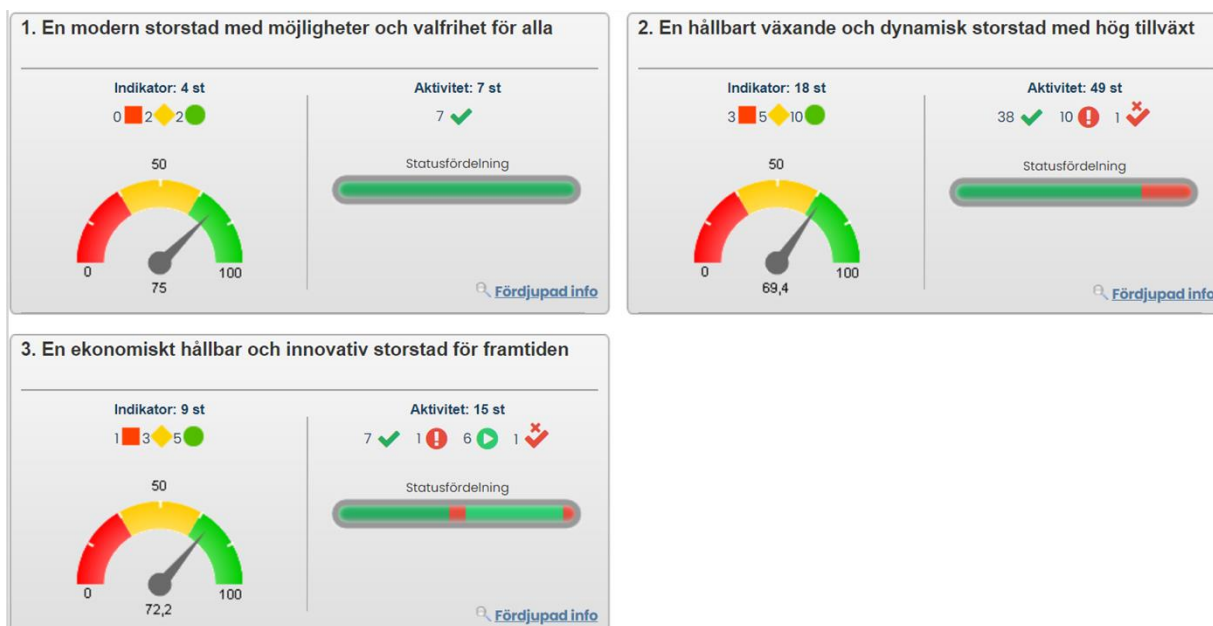 1. En modern storstad med möjligheter och valfrihet för alla
Indikator: 4 st
0 2 2
50
0
100
75
Aktivitet: 7 st
7
Statusfördelning
Fördjupad info
2. En hållbart växande och dynamisk storstad med hög tillväxt
Indikator: 18 st
3 5 10
50
0
100
69,4
Aktivitet: 49 st
38 10 1
Statusfördelning
Fördjupad info
3. En ekonomiskt hållbar och innovativ storstad för framtiden
Indikator: 9 st
1 3 5
50
0
100
72,2
Aktivitet: 15 st
7 1 6 1
Statusfördelning
Fördjupad info